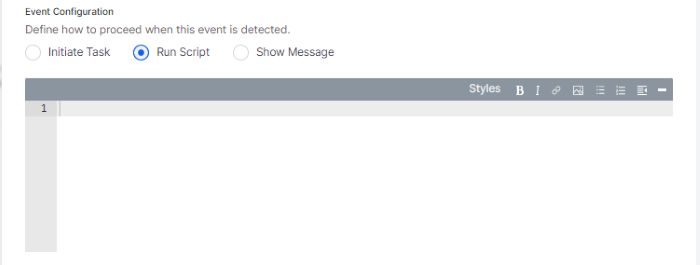 Event Configuration
Define how to proceed when this event is detected.
Initiate Task Run Script Show Message
Styles B I
1